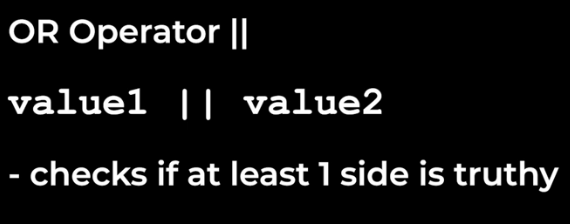 OR Operator ||
value1 || value2
- checks if at least 1 side is truthy